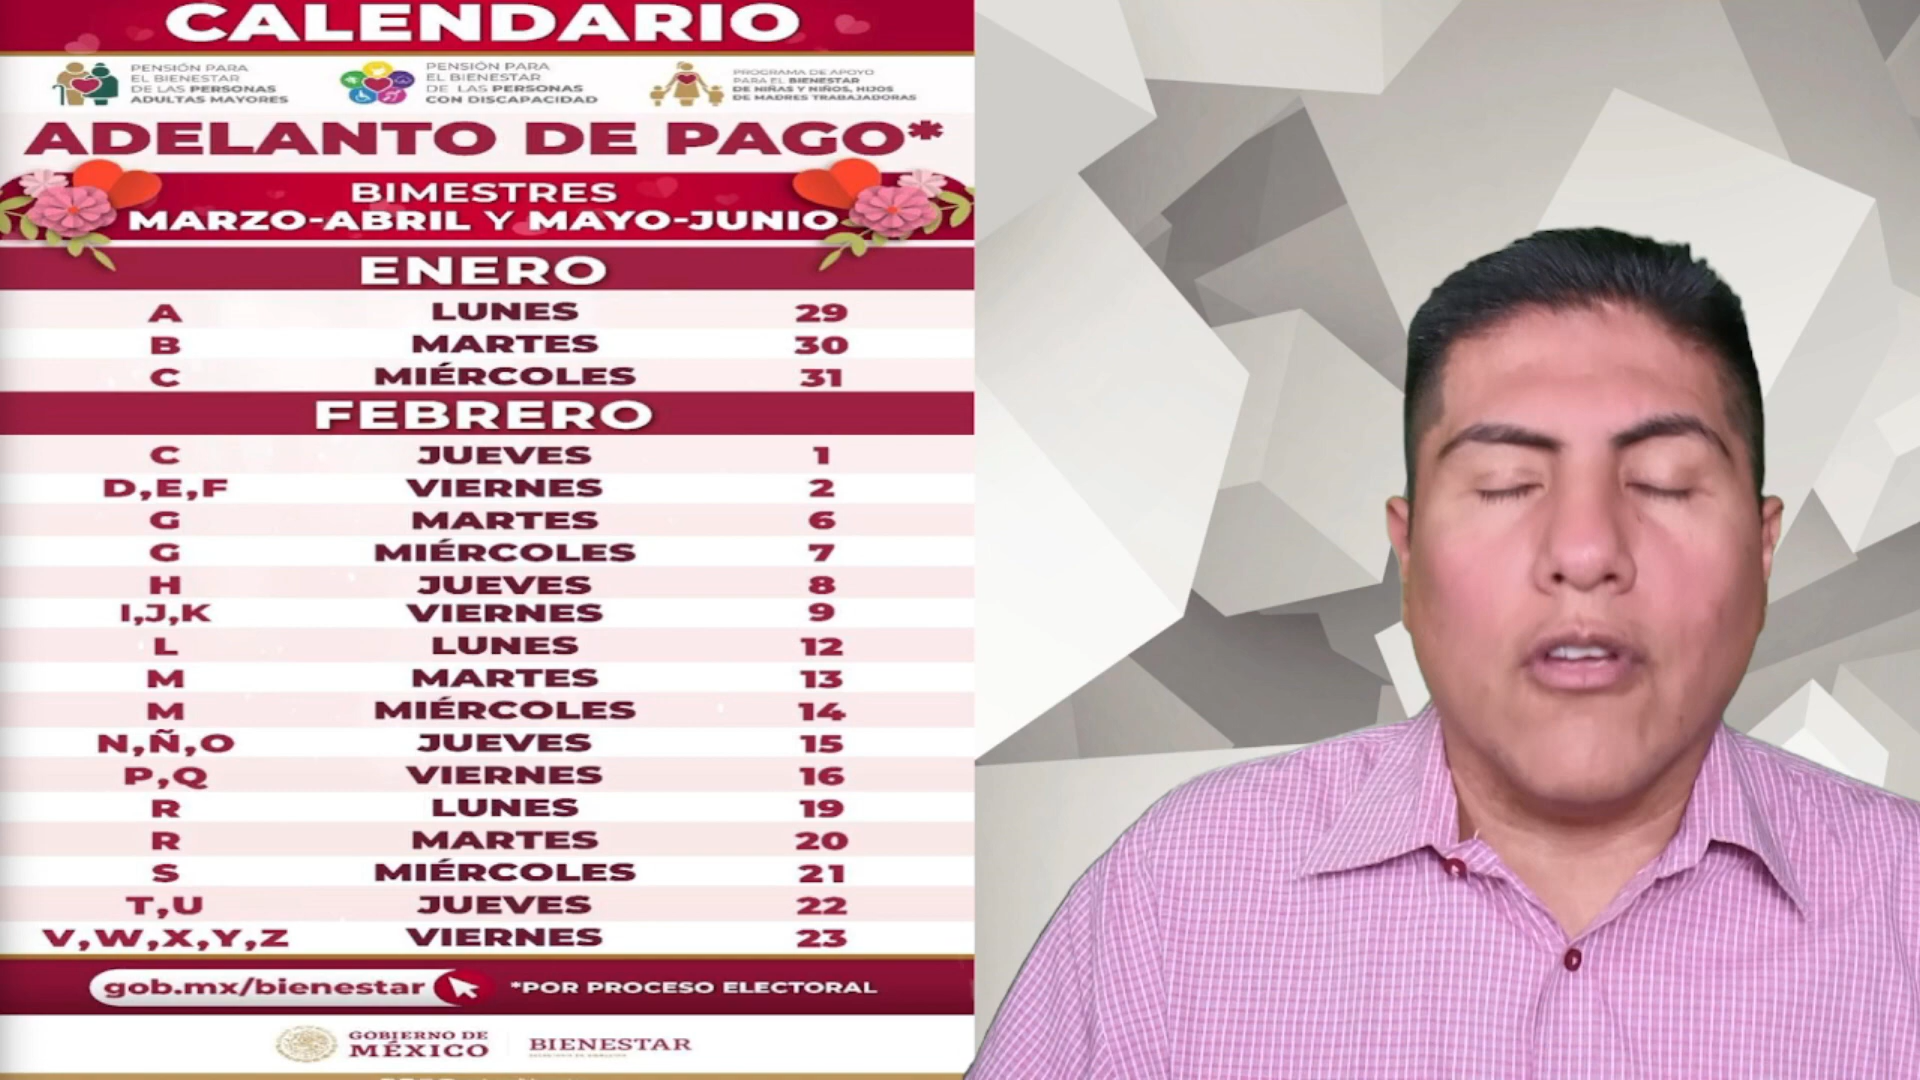 CALENDARIO
PENSIÓN PARA
EL BIENESTAR
DE LAS PERSONAS
ADULTAS MAYORES
PENSIÓN PARA
EL BIENESTAR
DE LAS PERSONAS
CON DISCAPACIDAD
PROGRAMA DE APOYO
PARA EL BIENESTAR
DE NIÑAS Y NIÑOS, HIJOS
DE MADRES TRABAJADORAS
ADELANTO DE PAGO*
BIMESTRES
MARZO-ABRIL Y MAYO-JUNIO
ENERO
A LUNES 29
B MARTES 30
C MIÉRCOLES 31
FEBRERO
C JUEVES 1
D,E,F VIERNES 2
G MARTES 6
G MIÉRCOLES 7
H JUEVES 8
I,J,K VIERNES 9
L LUNES 12
M MARTES 13
M MIÉRCOLES 14
N,Ñ,O JUEVES 15
P,Q VIERNES 16
R LUNES 19
R MARTES 20
S MIÉRCOLES 21
T,U JUEVES 22
V,W,X,Y,Z VIERNES 23
gob.mx/bienestar *POR PROCESO ELECTORAL
GOBIERNO DE
MÉXICO
BIENESTAR